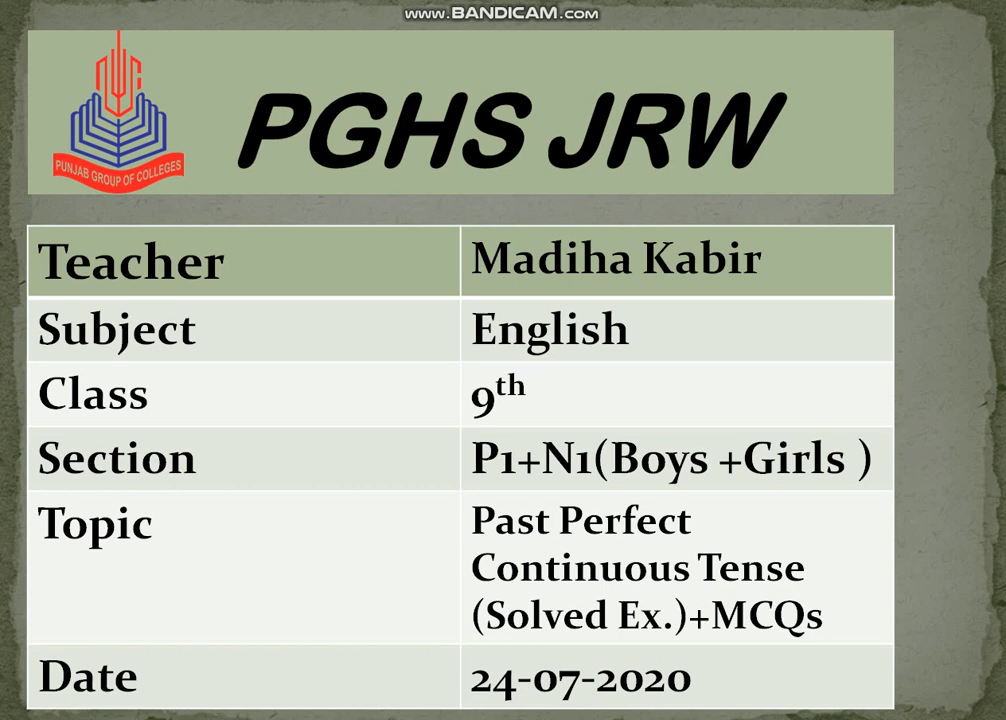 www.BANDICAM.com
PUNJAB GROUP OF COLLEGES
PGHS JRW
Teacher Madiha Kabir
Subject English
Class 9th
Section P1+N1(Boys +Girls )
Topic Past Perfect
Continuous Tense
(Solved Ex.)+MCQs
Date 24-07-2020